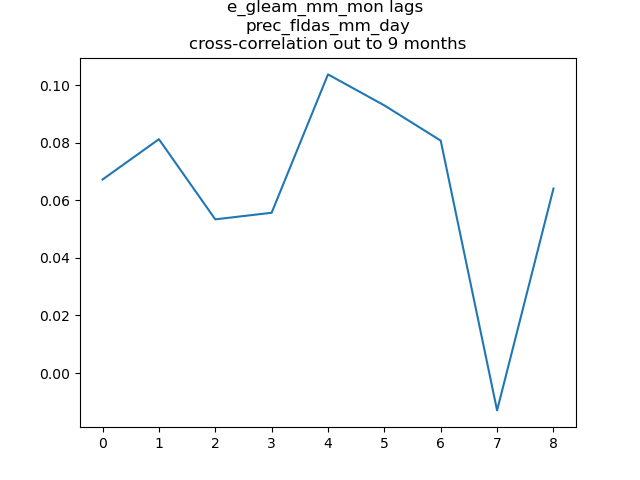 e_gleam_mm_mon lags
prec_fldas_mm_day
cross-correlation out to 9 months
0.10
0.08
0.06
0.04
0.02
0.00
0 1 2 3 4 5 6 7 8